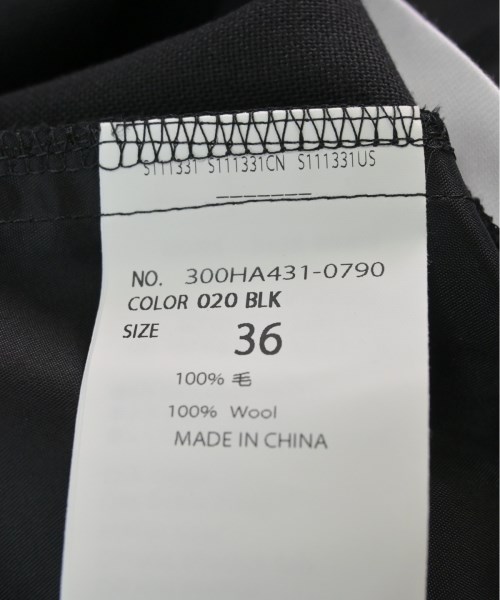 S111331 S111331CN S111331US
NO. 300HA431-0790
COLOR 020 BLK
SIZE 36
100% 毛
100% Wool
MADE IN CHINA